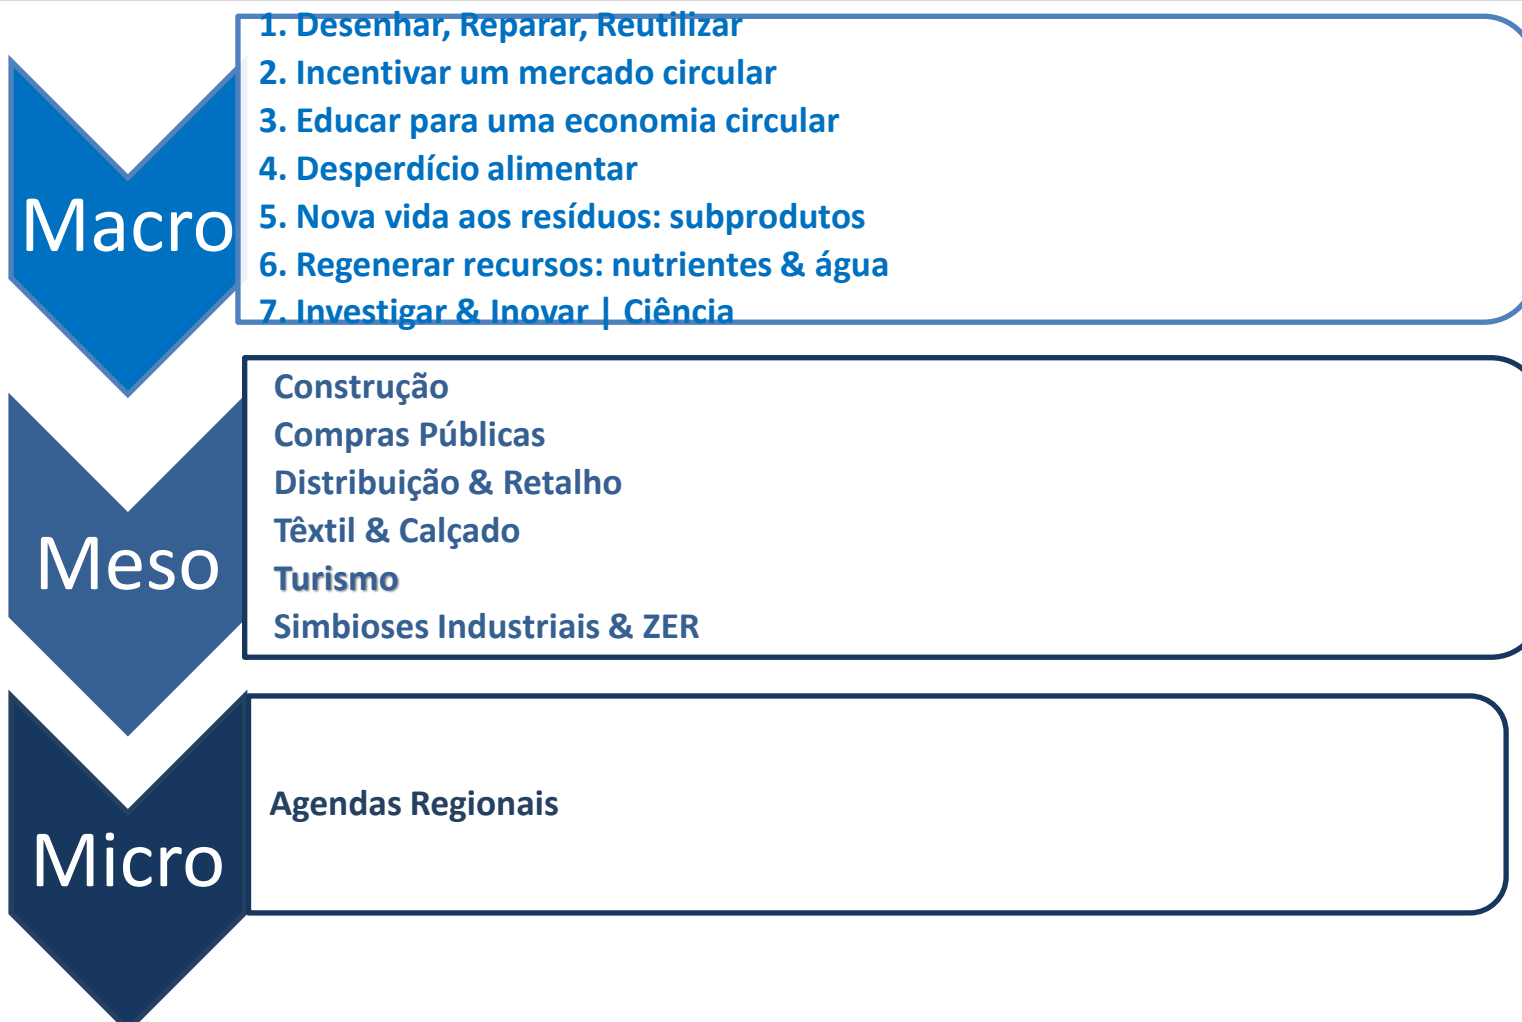 Macro
1. Desenhar, Reparar, Reutilizar
2. Incentivar um mercado circular
3. Educar para uma economia circular
4. Desperdício alimentar
5. Nova vida aos resíduos: subprodutos
6. Regenerar recursos: nutrientes & água
7. Investigar & Inovar | Ciência
Meso
Construção
Compras Públicas
Distribuição & Retalho
Têxtil & Calçado
Turismo
Simbioses Industriais & ZER
Micro
Agendas Regionais